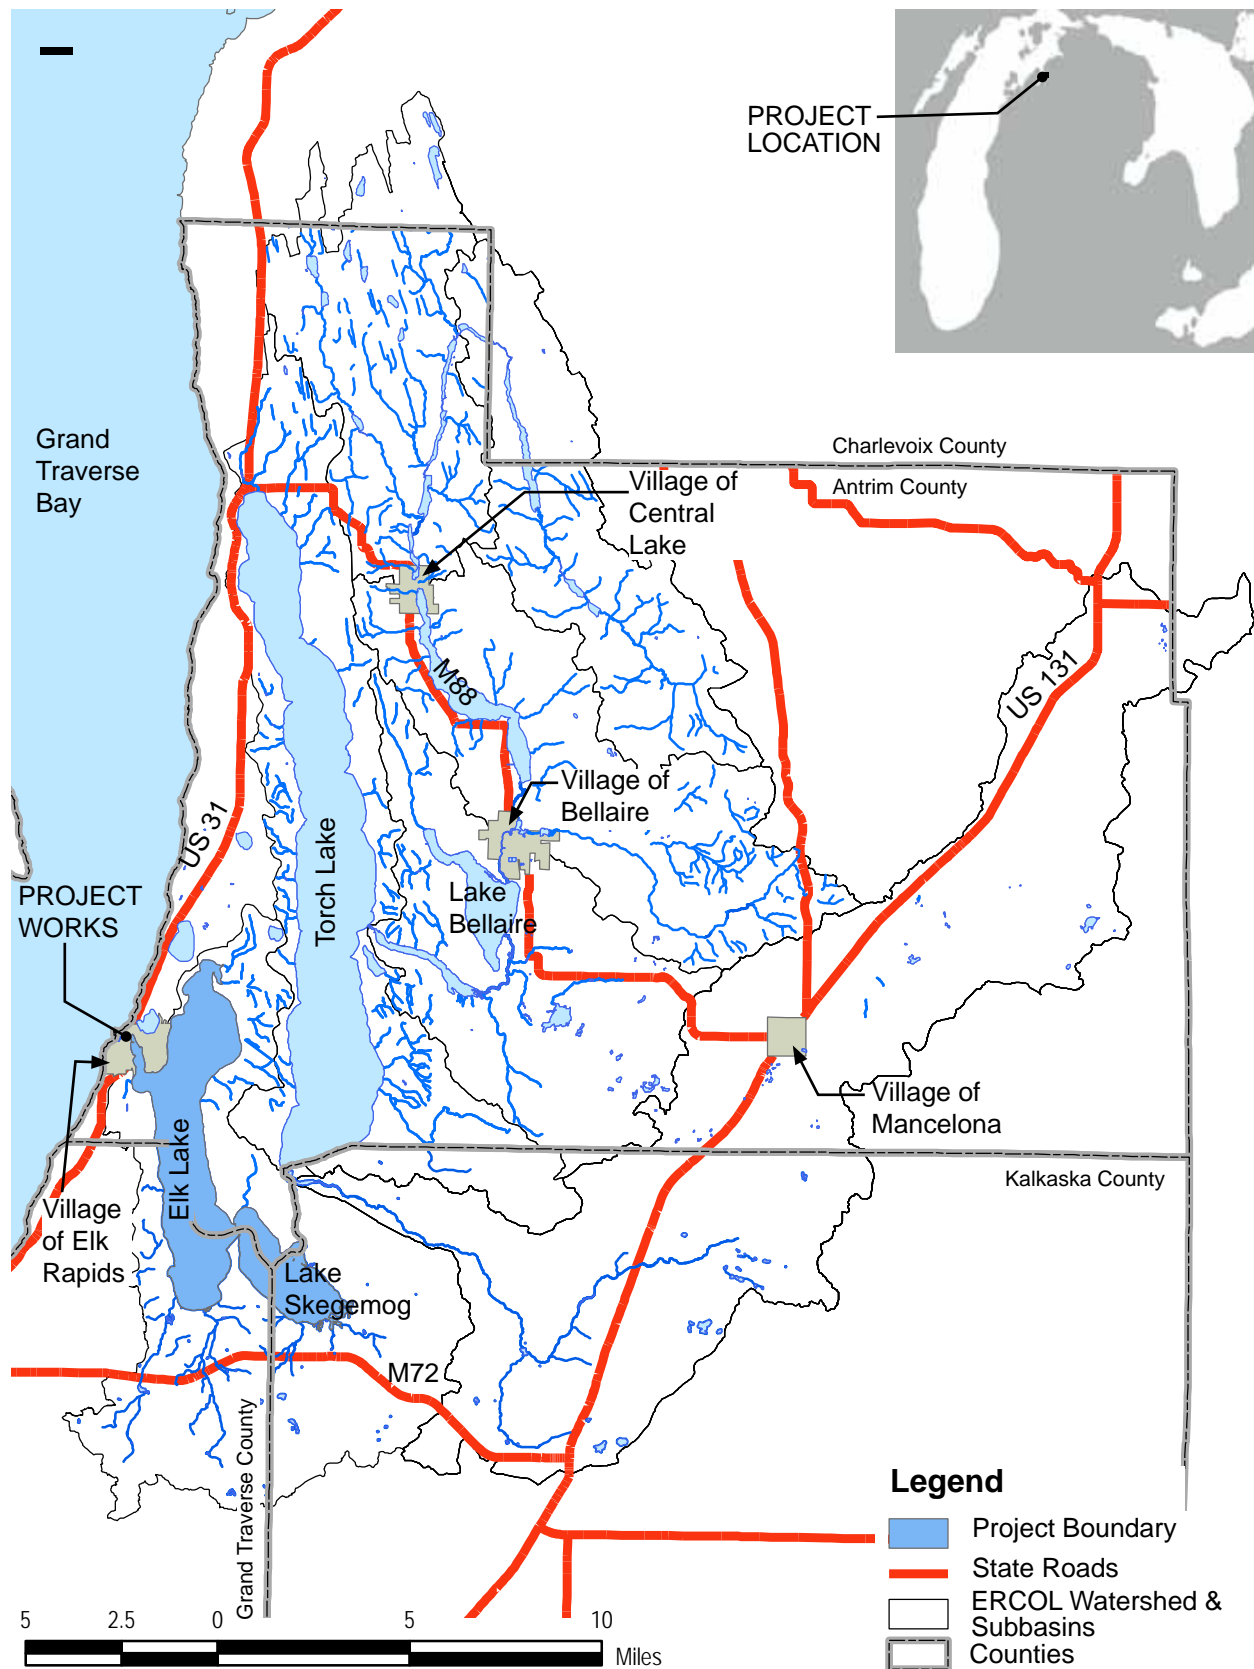 PROJECT
LOCATION
Grand
Traverse
Bay
Charlevoix County
Antrim County
Village of
Central
Lake
M88
US 131
Village of
Bellaire
US 31
Torch Lake
Lake
Bellaire
PROJECT
WORKS
Village of
Mancelona
Elk Lake
Kalkaska County
Village
of Elk
Rapids
Lake
Skegemog
M72
Grand Traverse County
Legend
Project Boundary
State Roads
ERCOL Watershed &
Subbasins
Counties
5 2.5 0 5 10
Miles